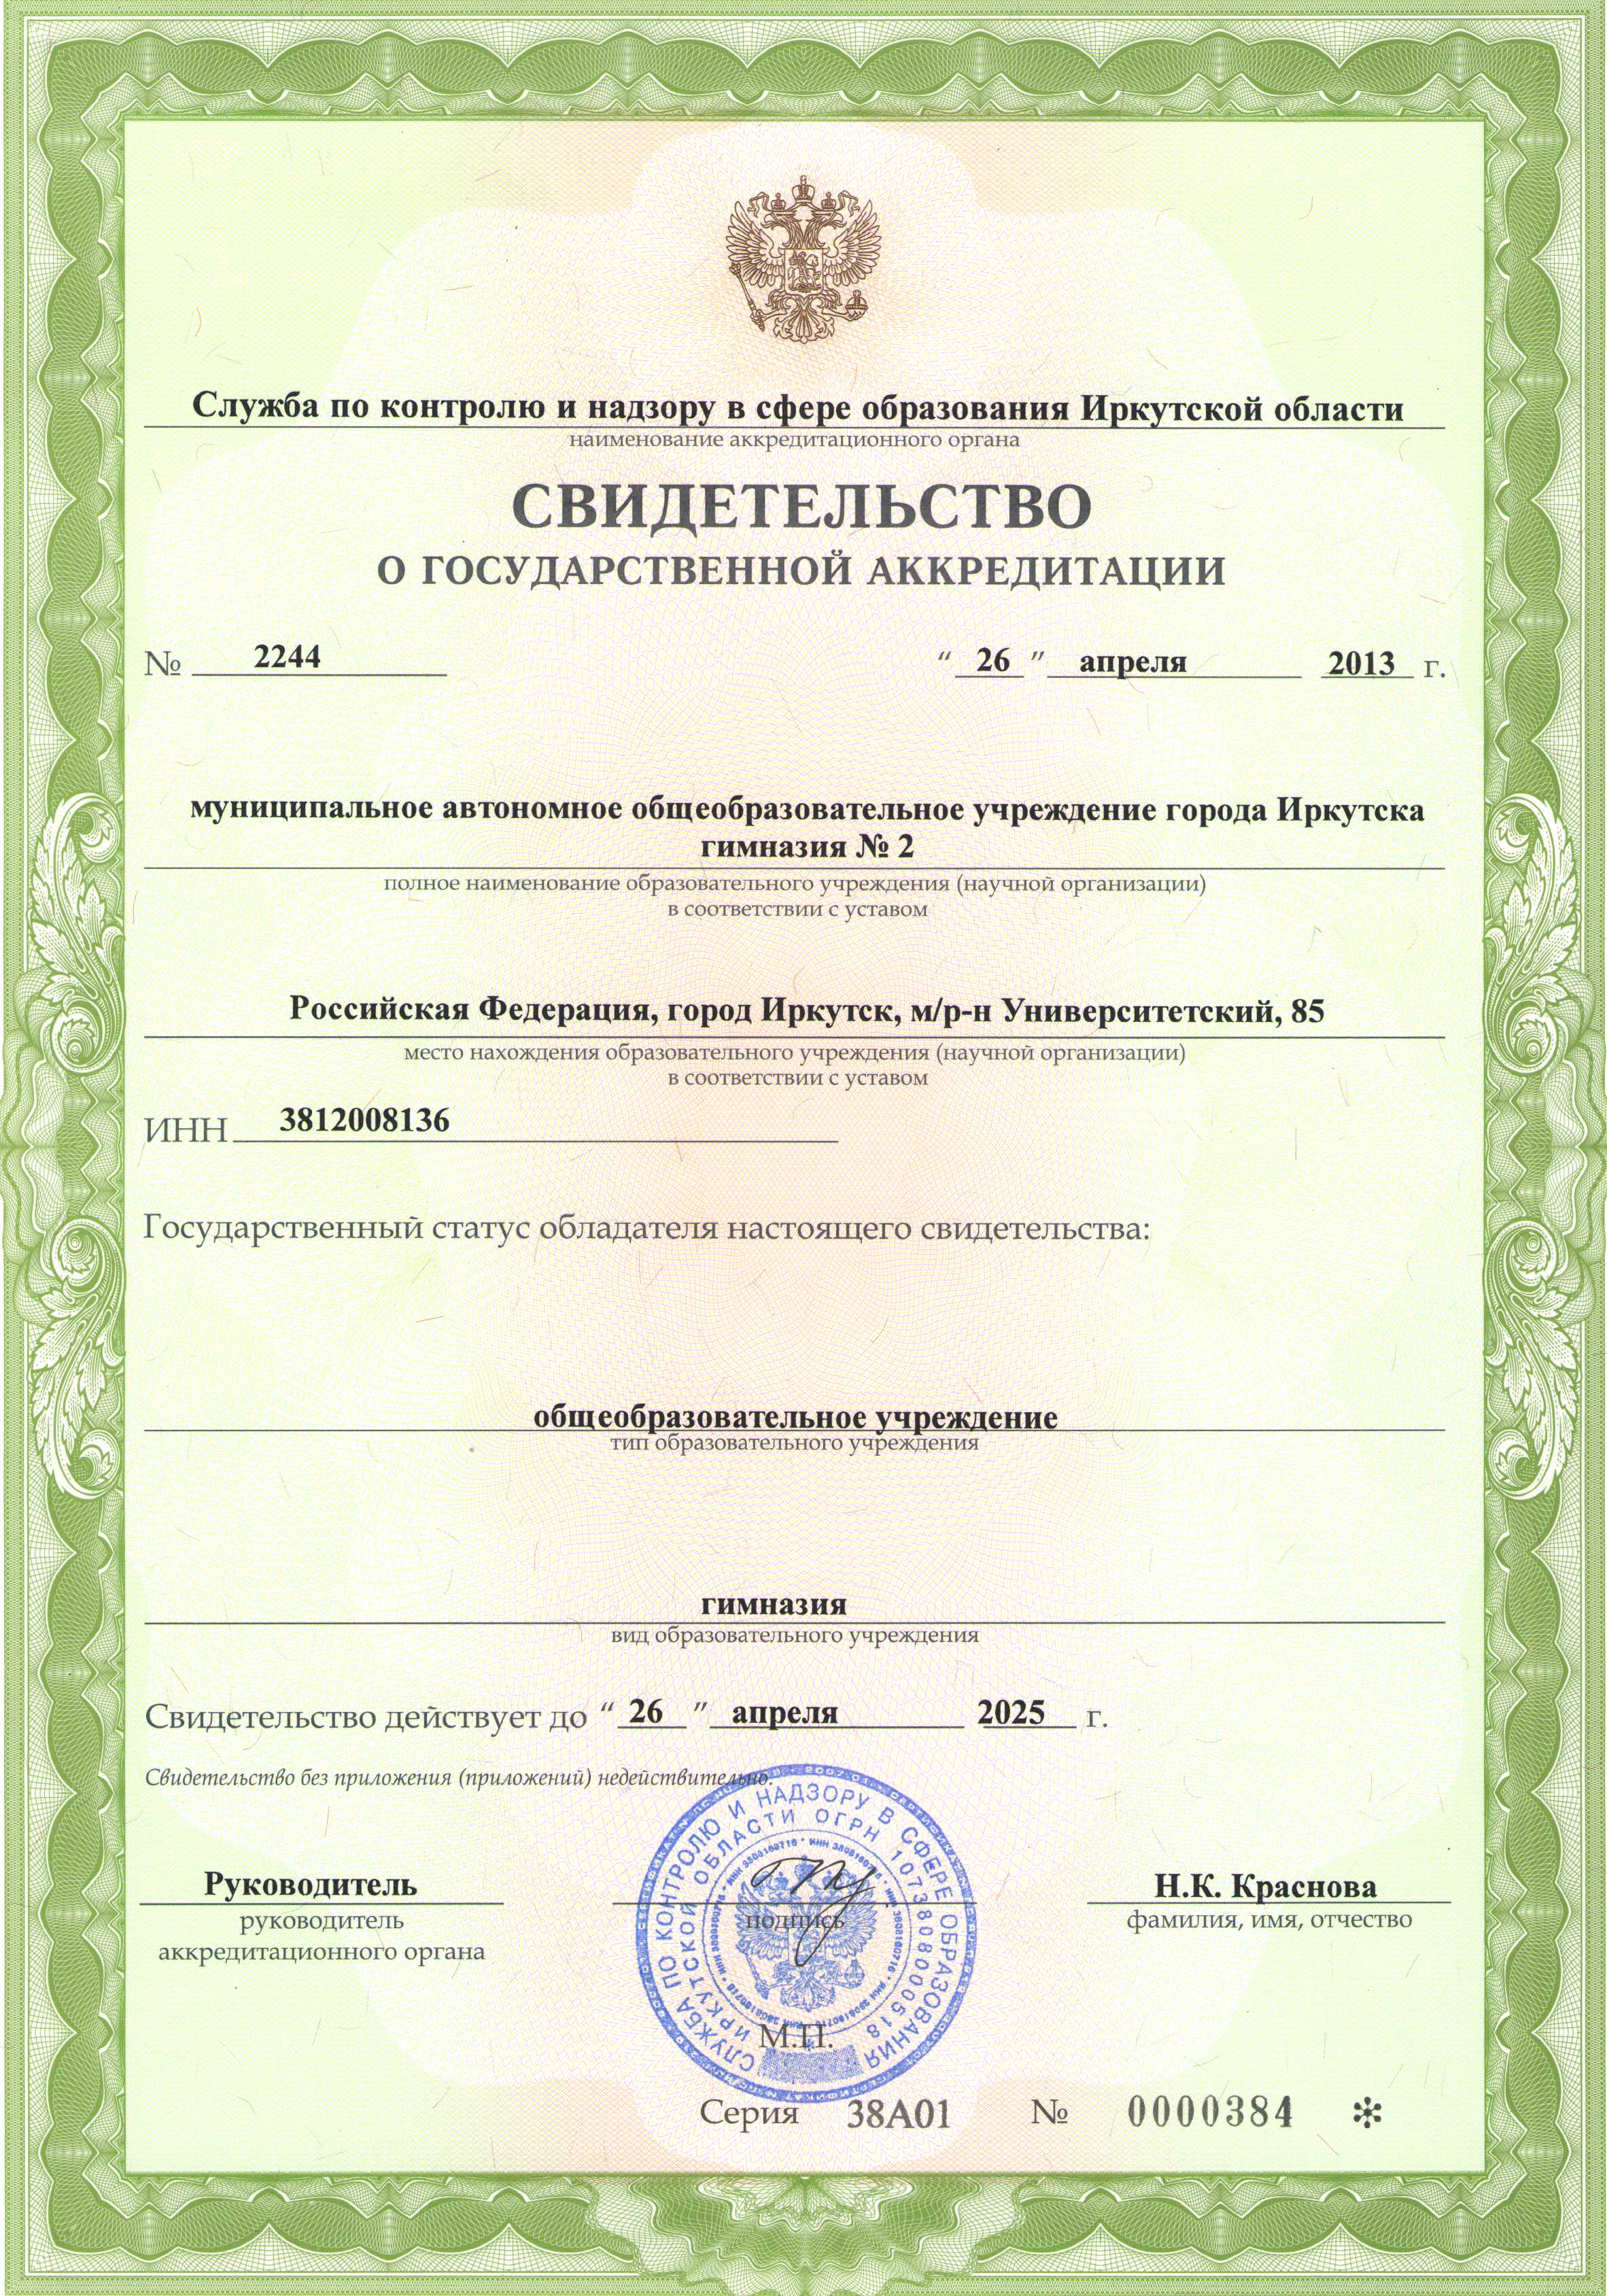 Служба по контролю и надзору в сфере образования Иркутской области
наименование аккредитационного органа
СВИДЕТЕЛЬСТВО
О ГОСУДАРСТВЕННОЙ АККРЕДИТАЦИИ
№ 2244 “ 26 ” апреля 2013 г.
муниципальное автономное общеобразовательное учреждение города Иркутска
гимназия № 2
полное наименование образовательного учреждения (научной организации)
в соответствии с уставом
Российская Федерация, город Иркутск, м/р-н Университетский, 85
место нахождения образовательного учреждения (научной организации)
в соответствии с уставом
ИНН 3812008136
Государственный статус обладателя настоящего свидетельства:
общеобразовательное учреждение
тип образовательного учреждения
гимназия
вид образовательного учреждения
Свидетельство действует до “ 26 ” апреля 2025 г.
Свидетельство без приложения (приложений) недействительно.
Руководитель Н.К. Краснова
руководитель подпись фамилия, имя, отчество
аккредитационного органа
СЛУЖБА ПО КОНТРОЛЮ И НАДЗОРУ В СФЕРЕ ОБРАЗОВАНИЯ
ИРКУТСКОЙ ОБЛАСТИ ОГРН 1073808000518
М.П.
Серия 38А01 № 0000384 *